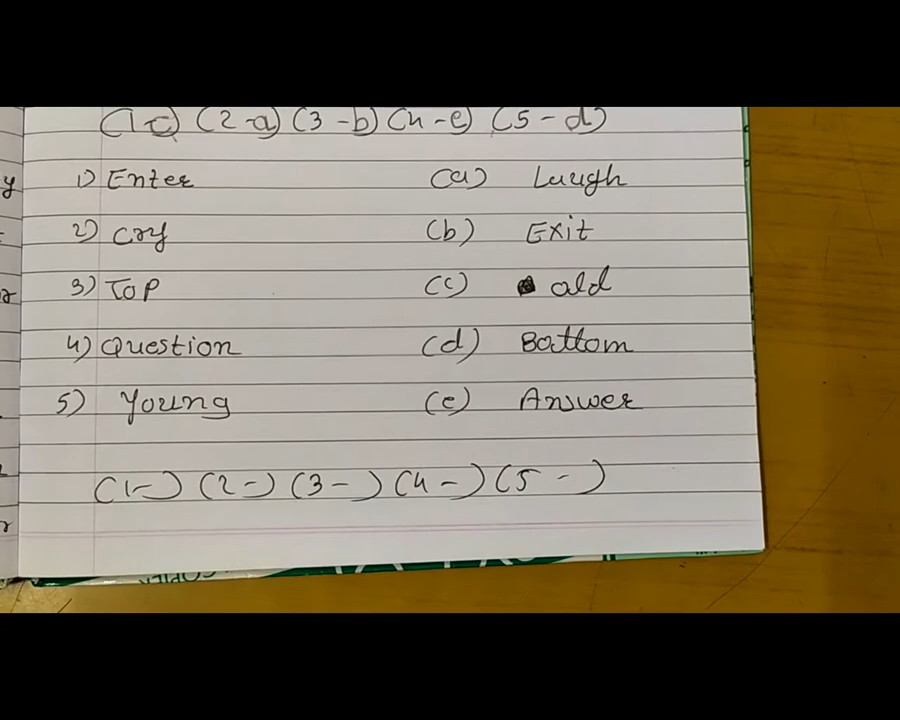 (1-c) (2-a) (3-b) (4-e) (5-d)
1) Enter (a) Laugh
2) Cry (b) Exit
3) Top (c) old
4) Question (d) Bottom
5) Young (e) Answer
(1-) (2-) (3-) (4-) (5-)